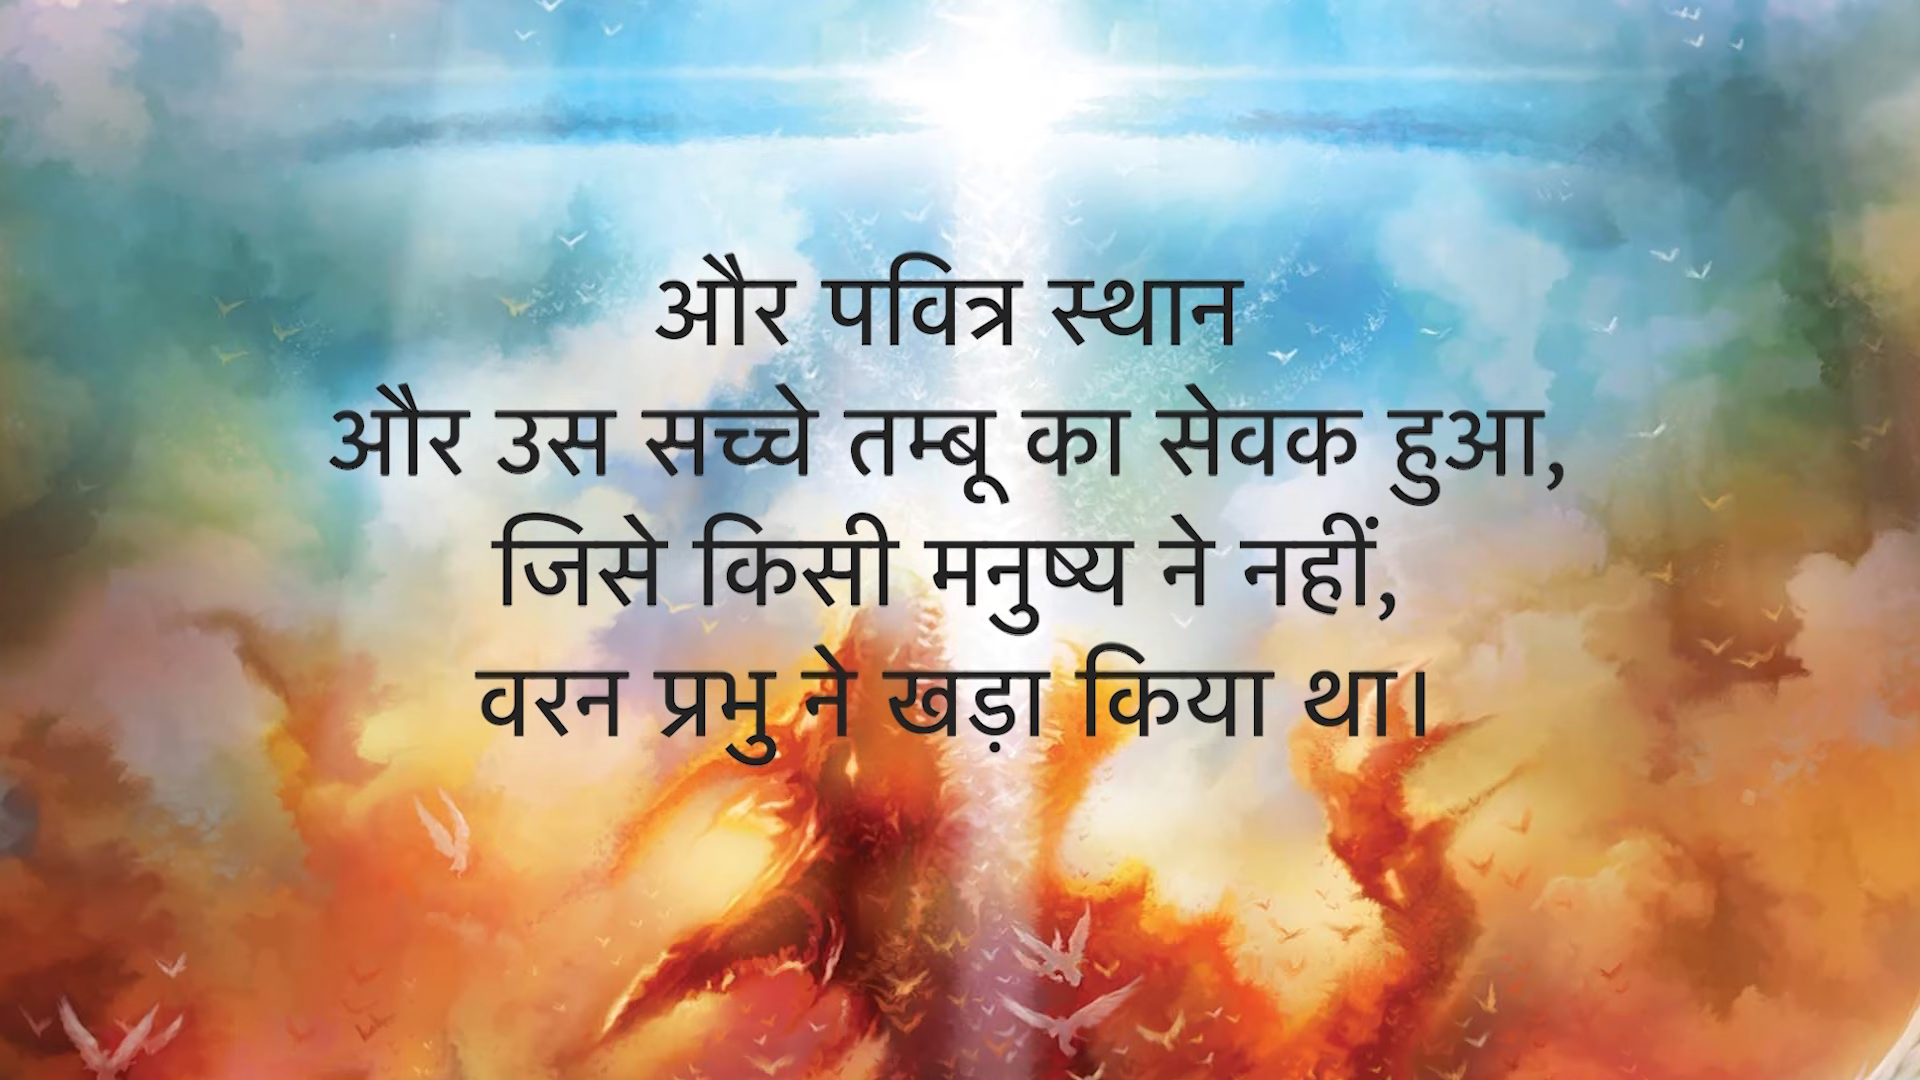 और पवित्र स्थान
और उस सच्चे तम्बू का सेवक हुआ,
जिसे किसी मनुष्य ने नहीं,
वरन प्रभु ने खड़ा किया था।